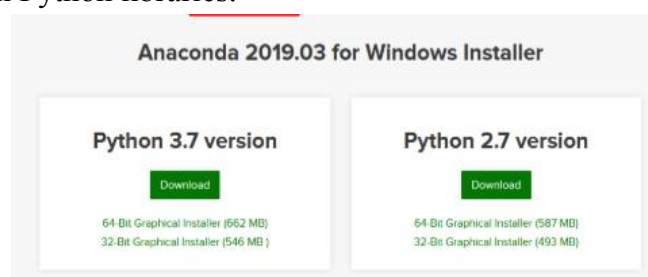 Python libraries.
Anaconda 2019.03 for Windows Installer
Python 3.7 version
Download
64-Bit Graphical Installer (662 MB)
32-Bit Graphical Installer (546 MB )
Python 2.7 version
Download
64-Bit Graphical Installer (587 MB)
32-Bit Graphical Installer (493 MB)